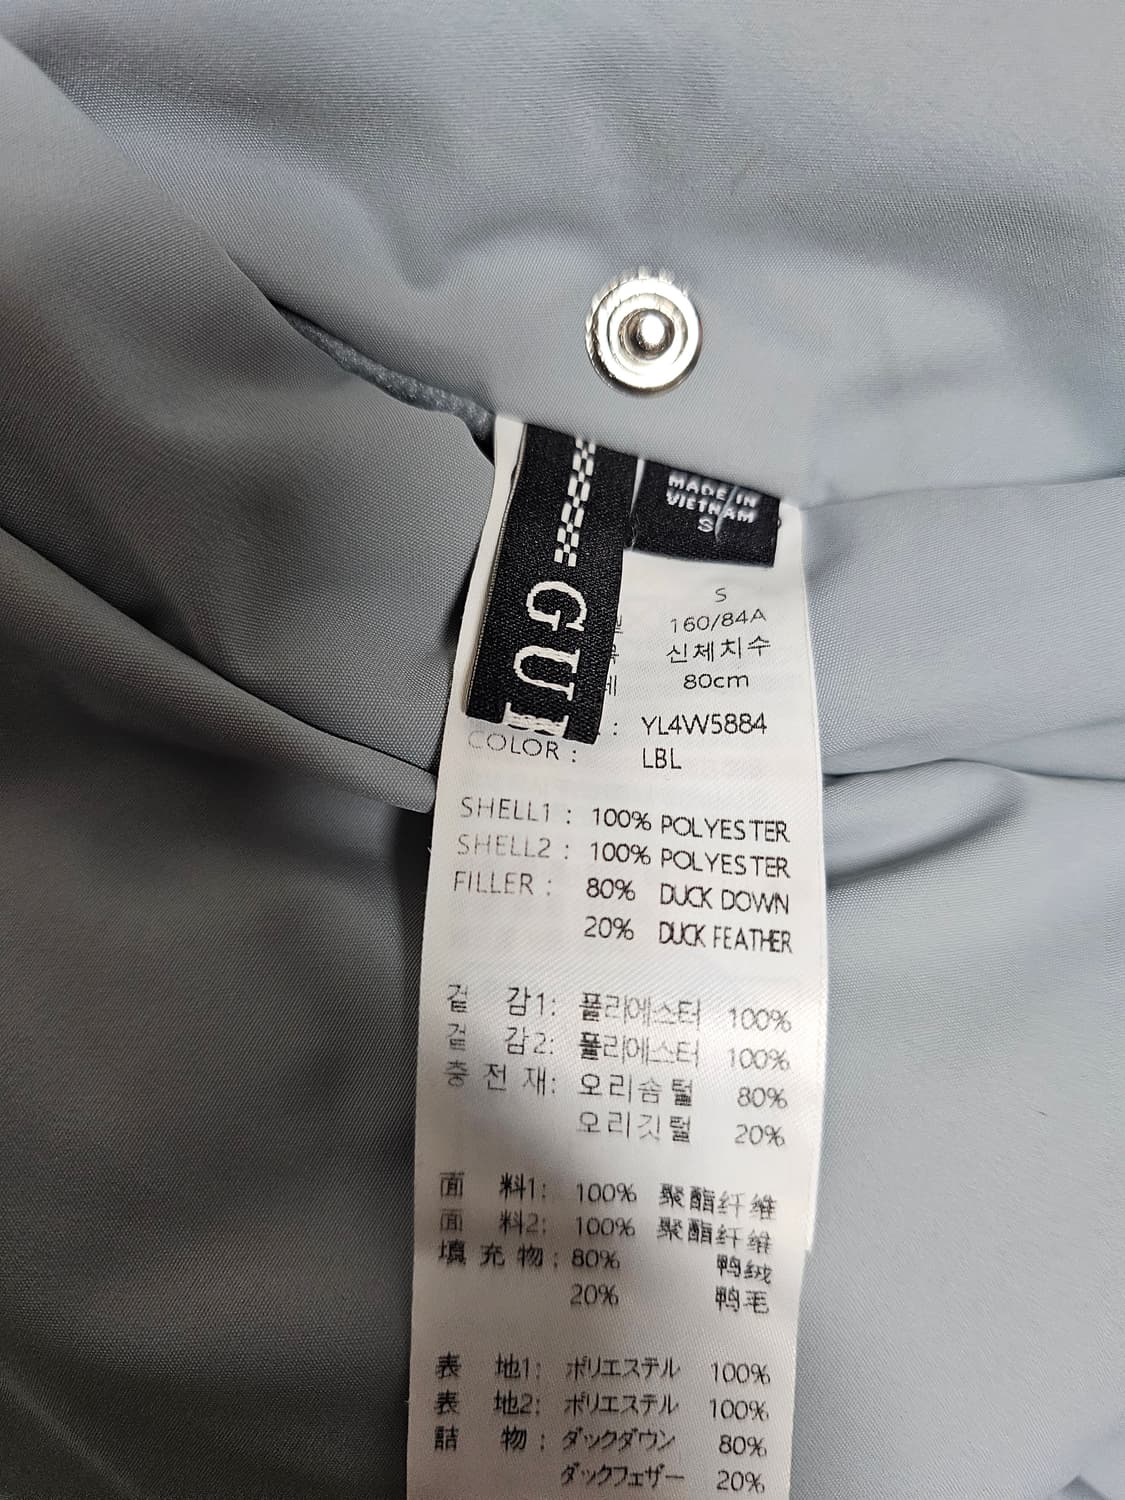 MADE IN
VIETNAM
S
GU
S
160/84A
신체치수
80cm
: YL4W5884
COLOR : LBL
SHELL1 : 100% POLYESTER
SHELL2 : 100% POLYESTER
FILLER : 80% DUCK DOWN
20% DUCK FEATHER
겉 감1: 폴리에스터 100%
겉 감2: 폴리에스터 100%
충 전 재: 오리솜털 80%
오리깃털 20%
面 料1: 100% 聚酯纤维
面 料2: 100% 聚酯纤维
填 充 物: 80% 鸭绒
20% 鸭毛
表 地1: ポリエステル 100%
表 地2: ポリエステル 100%
詰 物: ダックダウン 80%
ダックフェザー 20%